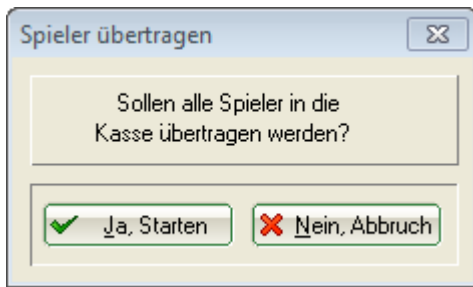 Spieler übertragen
Sollen alle Spieler in die
Kasse übertragen werden?
Ja, Starten
Nein, Abbruch